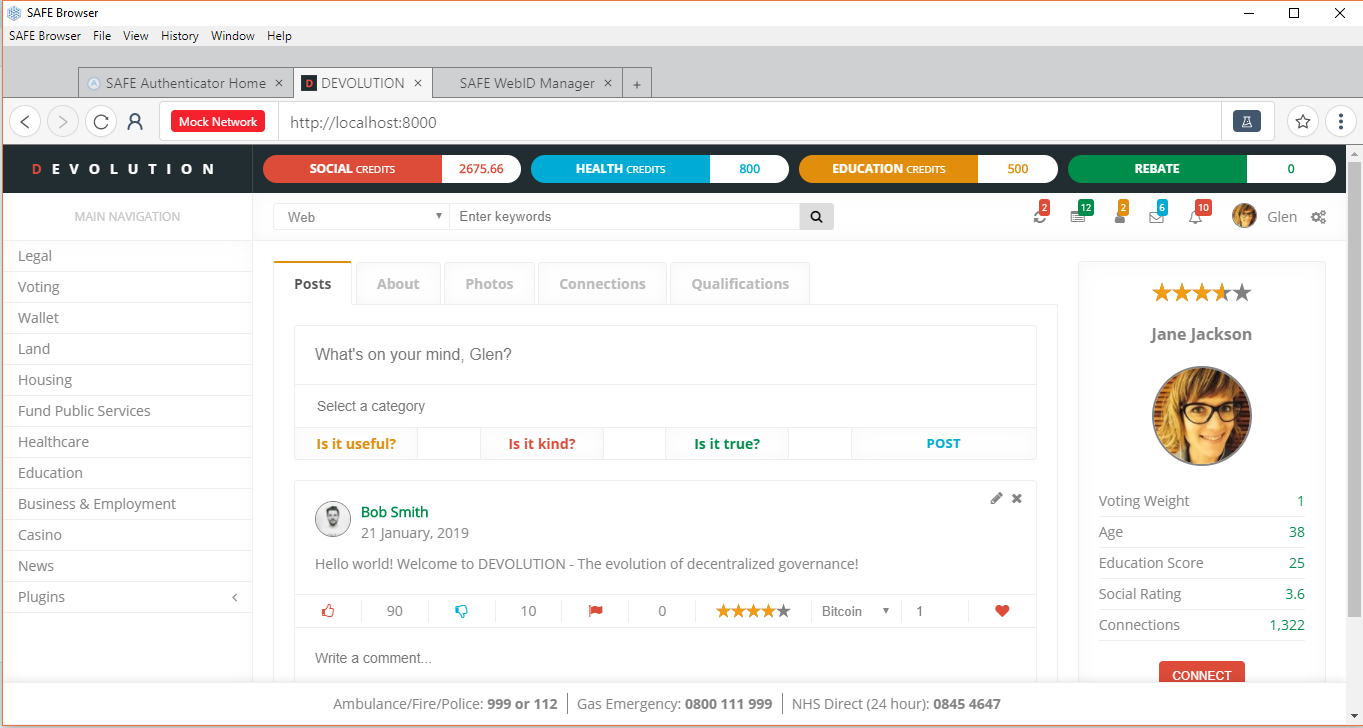 SAFE Browser
SAFE Browser File View History Window Help
SAFE Authenticator Home × D DEVOLUTION × SAFE WebID Manager × +
Mock Network http://localhost:8000
DEVOLUTION SOCIAL CREDITS 2675.66 HEALTH CREDITS 800 EDUCATION CREDITS 500 REBATE 0
MAIN NAVIGATION Web Enter keywords 2 12 2 6 10 Glen
Legal
Voting
Wallet
Land
Housing
Fund Public Services
Healthcare
Education
Business & Employment
Casino
News
Plugins
Posts About Photos Connections Qualifications
What's on your mind, Glen?
Select a category
Is it useful? Is it kind? Is it true? POST
Bob Smith
21 January, 2019
Hello world! Welcome to DEVOLUTION - The evolution of decentralized governance!
90 10 0 Bitcoin 1
Write a comment...
Jane Jackson
Voting Weight 1
Age 38
Education Score 25
Social Rating 3.6
Connections 1,322
CONNECT
Ambulance/Fire/Police: 999 or 112 Gas Emergency: 0800 111 999 NHS Direct (24 hour): 0845 4647